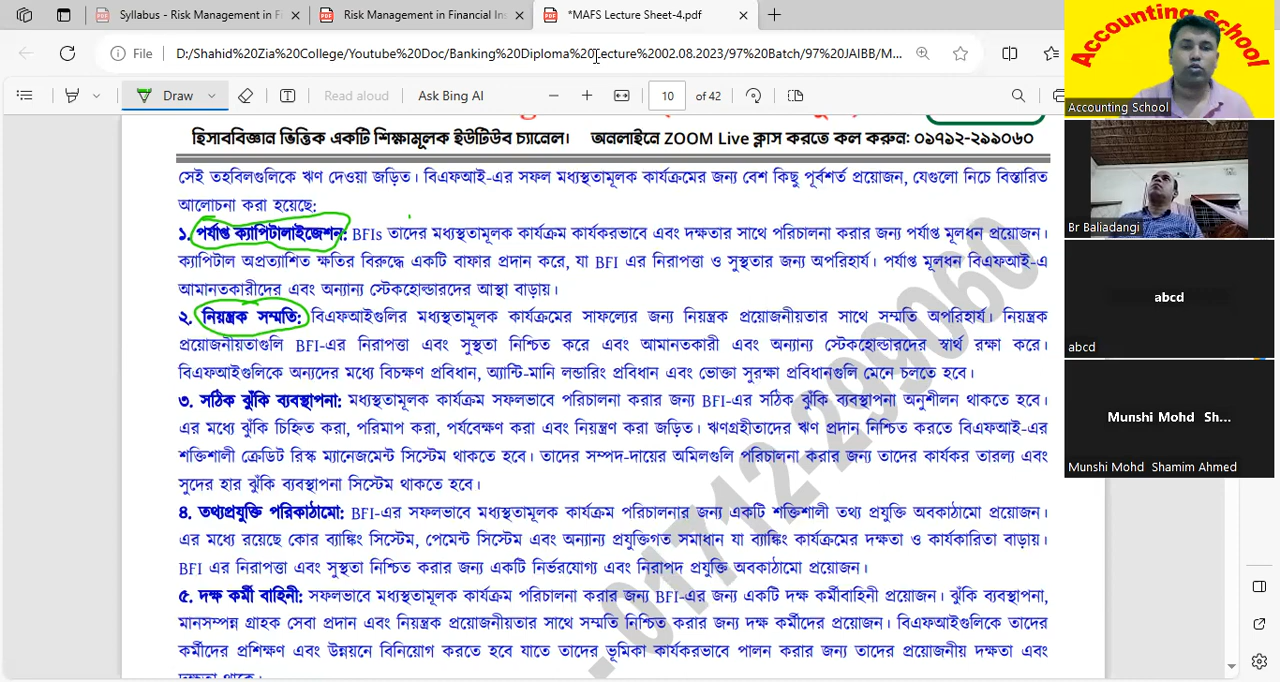 Syllabus - Risk Management in Fi
Risk Management in Financial Ins
*MAFS Lecture Sheet-4.pdf
File
D:/Shahid%20Zia%20College/Youtube%20Doc/Banking%20Diploma%20Lecture%2002.08.2023/97%20Batch/97%20JAIBB/M...
Draw
Read aloud
Ask Bing AI
10 of 42
হিসাববিজ্ঞান ভিত্তিক একটি শিক্ষামূলক ইউটিউব চ্যানেল। অনলাইনে ZOOM Live ক্লাস করতে কল করুন: ০১৭১২-২৯৯০৬০
সেই তহবিলগুলিকে ঋণ দেওয়া জড়িত। বিএফআই-এর সফল মধ্যস্থতামূলক কার্যক্রমের জন্য বেশ কিছু পূর্বশর্ত প্রয়োজন, যেগুলো নিচে বিস্তারিত
আলোচনা করা হয়েছে:
১. পর্যাপ্ত ক্যাপিটালাইজেশন: BFIs তাদের মধ্যস্থতামূলক কার্যক্রম কার্যকরভাবে এবং দক্ষতার সাথে পরিচালনা করার জন্য পর্যাপ্ত মূলধন প্রয়োজন।
ক্যাপিটাল অপ্রত্যাশিত ক্ষতির বিরুদ্ধে একটি বাফার প্রদান করে, যা BFI এর নিরাপত্তা ও সুস্থতার জন্য অপরিহার্য। পর্যাপ্ত মূলধন বিএফআই-এ
আমানতকারীদের এবং অন্যান্য স্টেকহোল্ডারদের আস্থা বাড়ায়।
২. নিয়ন্ত্রক সম্মতি: বিএফআইগুলির মধ্যস্থতামূলক কার্যক্রমের সাফল্যের জন্য নিয়ন্ত্রক প্রয়োজনীয়তার সাথে সম্মতি অপরিহার্য। নিয়ন্ত্রক
প্রয়োজনীয়তাগুলি BFI-এর নিরাপত্তা এবং সুস্থতা নিশ্চিত করে এবং আমানতকারী এবং অন্যান্য স্টেকহোল্ডারদের স্বার্থ রক্ষা করে।
বিএফআইগুলিকে অন্যদের মধ্যে বিচক্ষণ প্রবিধান, অ্যান্টি-মানি লন্ডারিং প্রবিধান এবং ভোক্তা সুরক্ষা প্রবিধানগুলি মেনে চলতে হবে।
৩. সঠিক ঝুঁকি ব্যবস্থাপনা: মধ্যস্থতামূলক কার্যক্রম সফলভাবে পরিচালনা করার জন্য BFI-এর সঠিক ঝুঁকি ব্যবস্থাপনা অনুশীলন থাকতে হবে।
এর মধ্যে ঝুঁকি চিহ্নিত করা, পরিমাপ করা, পর্যবেক্ষণ করা এবং নিয়ন্ত্রণ করা জড়িত। ঋণগ্রহীতাদের ঋণ প্রদান নিশ্চিত করতে বিএফআই-এর
শক্তিশালী ক্রেডিট রিস্ক ম্যানেজমেন্ট সিস্টেম থাকতে হবে। তাদের সম্পদ-দায়ের অমিলগুলি পরিচালনা করার জন্য তাদের কার্যকর তারল্য এবং
সুদের হার ঝুঁকি ব্যবস্থাপনা সিস্টেম থাকতে হবে।
৪. তথ্যপ্রযুক্তি পরিকাঠামো: BFI-এর সফলভাবে মধ্যস্থতামূলক কার্যক্রম পরিচালনার জন্য একটি শক্তিশালী তথ্য প্রযুক্তি অবকাঠামো প্রয়োজন।
এর মধ্যে রয়েছে কোর ব্যাঙ্কিং সিস্টেম, পেমেন্ট সিস্টেম এবং অন্যান্য প্রযুক্তিগত সমাধান যা ব্যাঙ্কিং কার্যক্রমের দক্ষতা ও কার্যকারিতা বাড়ায়।
BFI এর নিরাপত্তা এবং সুস্থতা নিশ্চিত করার জন্য একটি নির্ভরযোগ্য এবং নিরাপদ প্রযুক্তি অবকাঠামো প্রয়োজন।
৫. দক্ষ কর্মী বাহিনী: সফলভাবে মধ্যস্থতামূলক কার্যক্রম পরিচালনা করার জন্য BFI-এর জন্য একটি দক্ষ কর্মীবাহিনী প্রয়োজন। ঝুঁকি ব্যবস্থাপনা,
মানসম্পন্ন গ্রাহক সেবা প্রদান এবং নিয়ন্ত্রক প্রয়োজনীয়তার সাথে সম্মতি নিশ্চিত করার জন্য দক্ষ কর্মীদের প্রয়োজন। বিএফআইগুলিকে তাদের
কর্মীদের প্রশিক্ষণ এবং উন্নয়নে বিনিয়োগ করতে হবে যাতে তাদের ভূমিকা কার্যকরভাবে পালন করার জন্য তাদের প্রয়োজনীয় দক্ষতা এবং
01712-299060
Accounting School
Accounting School
Br Baliadangi
abcd
abcd
Munshi Mohd Sh...
Munshi Mohd Shamim Ahmed